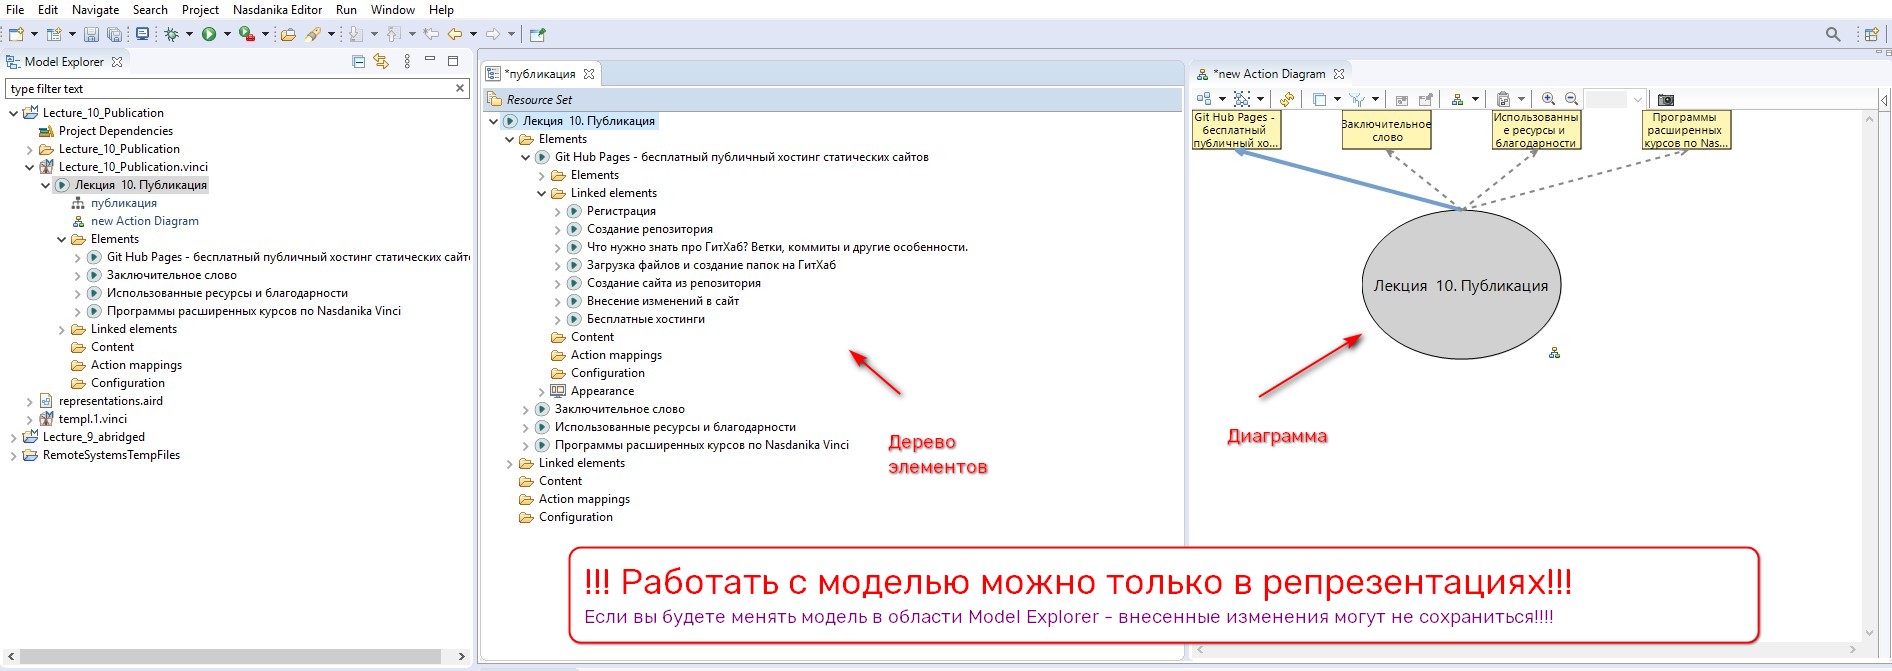 File Edit Navigate Search Project Nasdanika Editor Run Window Help
Model Explorer
type filter text
Lecture_10_Publication
Project Dependencies
Lecture_10_Publication
Lecture_10_Publication.vinci
Лекция 10. Публикация
публикация
new Action Diagram
Elements
Git Hub Pages - бесплатный публичный хостинг статических сайт
Заключительное слово
Использованные ресурсы и благодарности
Программы расширенных курсов по Nasdanika Vinci
Linked elements
Content
Action mappings
Configuration
representations.aird
templ.1.vinci
Lecture_9_abridged
RemoteSystemsTempFiles
*публикация
Resource Set
Лекция 10. Публикация
Elements
Git Hub Pages - бесплатный публичный хостинг статических сайтов
Elements
Linked elements
Регистрация
Создание репозитория
Что нужно знать про ГитХаб? Ветки, коммиты и другие особенности.
Загрузка файлов и создание папок на ГитХаб
Создание сайта из репозитория
Внесение изменений в сайт
Бесплатные хостинги
Content
Action mappings
Configuration
Appearance
Заключительное слово
Использованные ресурсы и благодарности
Программы расширенных курсов по Nasdanika Vinci
Linked elements
Content
Action mappings
Configuration
Дерево
элементов
*new Action Diagram
Git Hub Pages -
бесплатный
публичный хо...
Заключительное
слово
Использованны
е ресурсы и
благодарности
Программы
расширенных
курсов по Nas...
Лекция 10. Публикация
Диаграмма
!!! Работать с моделью можно только в репрезентациях!!!
Если вы будете менять модель в области Model Explorer - внесенные изменения могут не сохраниться!!!!